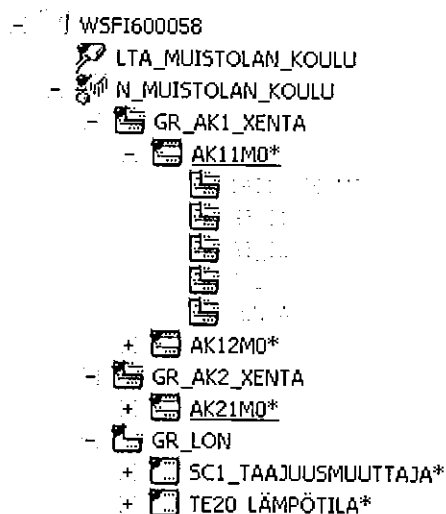 WSFI600058
LTA_MUISTOLAN_KOULU
N_MUISTOLAN_KOULU
GR_AK1_XENTA
AK11M0*
AK12M0*
GR_AK2_XENTA
AK21M0*
GR_LON
SC1_TAAJUUSMUUTTAJA*
TE20 LÄMPÖTILA*